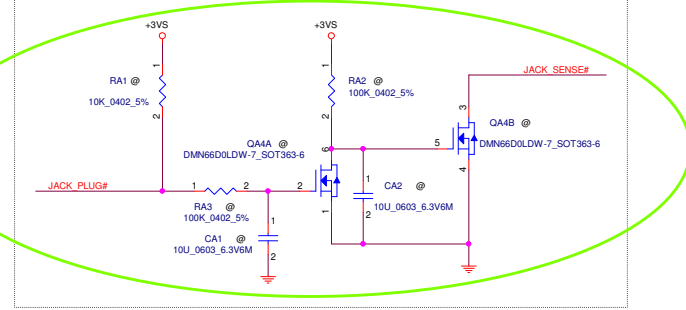 +3VS
+3VS
JACK_SENSE#
1
1
RA1 @
RA2 @
3
10K_0402_5%
100K_0402_5%
2
2
QA4B @
QA4A @
6
5
DMN66D0LDW-7_SOT363-6
DMN66D0LDW-7_SOT363-6
4
JACK_PLUG#
1
2
2
1
CA2 @
RA3 @
1
10U_0603_6.3V6M
100K_0402_5%
1
2
CA1 @
10U_0603_6.3V6M
2